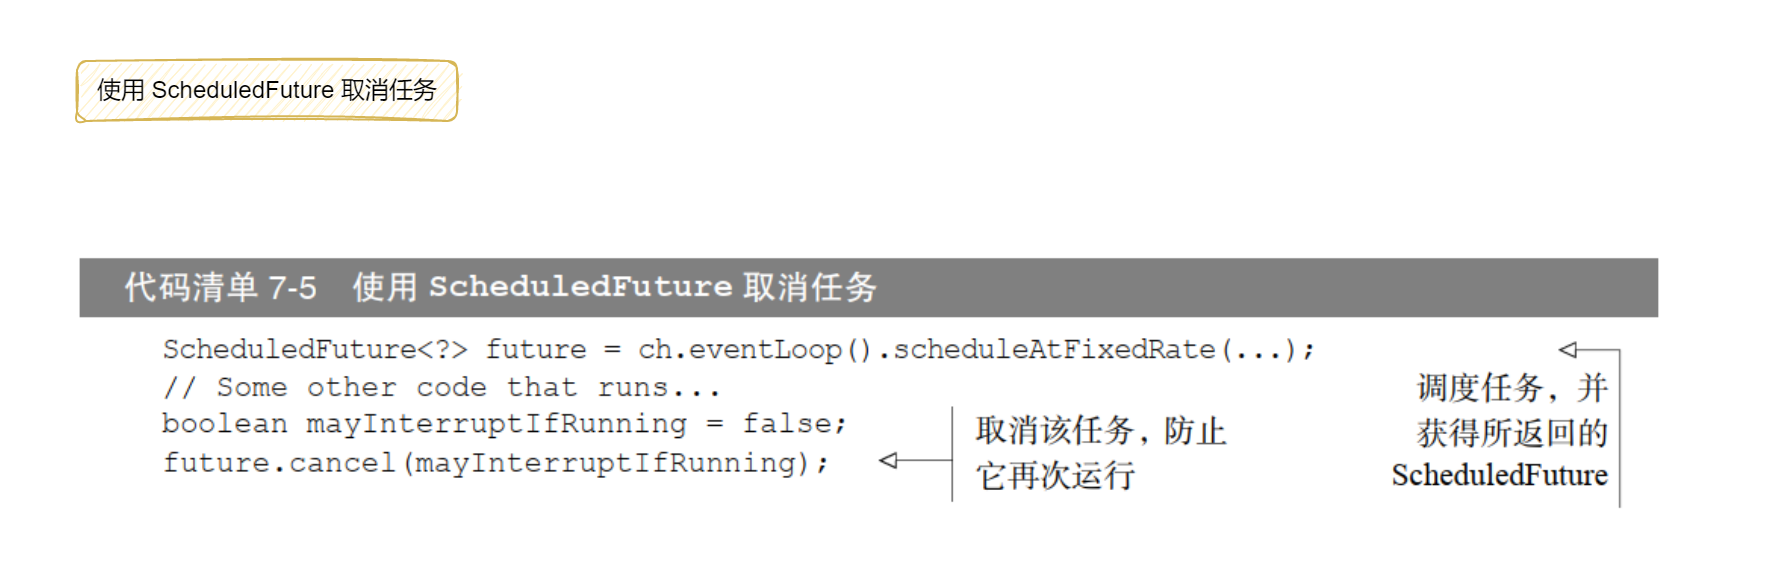 使用 ScheduledFuture 取消任务
代码清单 7-5 使用 ScheduledFuture 取消任务
ScheduledFuture<?> future = ch.eventLoop().scheduleAtFixedRate(...);
// Some other code that runs...
boolean mayInterruptIfRunning = false;
future.cancel(mayInterruptIfRunning);
取消该任务，防止
它再次运行
调度任务，并
获得所返回的
ScheduledFuture